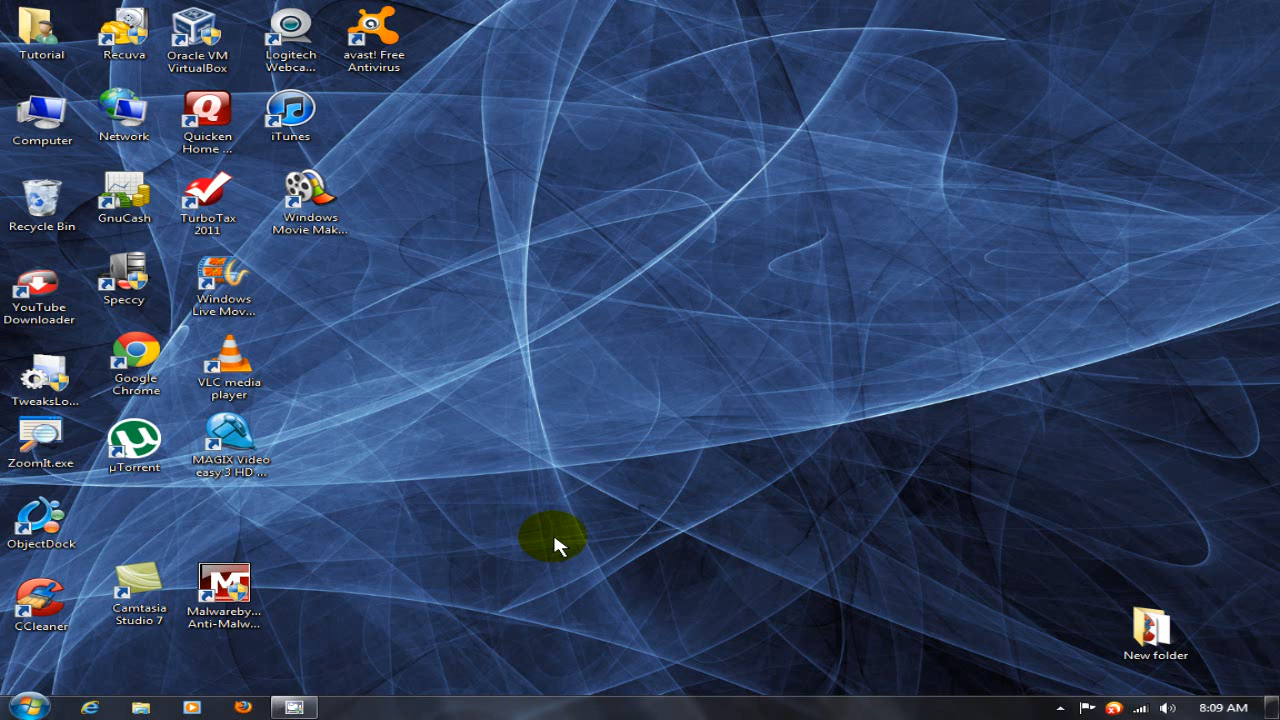 Tutorial
Recuva
Oracle VM
VirtualBox
Logitech
Webca...
avast! Free
Antivirus
Computer
Network
Quicken
Home ...
iTunes
Recycle Bin
GnuCash
TurboTax
2011
Windows
Movie Mak...
YouTube
Downloader
Speccy
Windows
Live Mov...
TweaksLo...
Google
Chrome
VLC media
player
ZoomIt.exe
µTorrent
MAGIX Video
easy 3 HD ...
ObjectDock
CCleaner
Camtasia
Studio 7
Malwareby...
Anti-Malw...
New folder
8:09 AM